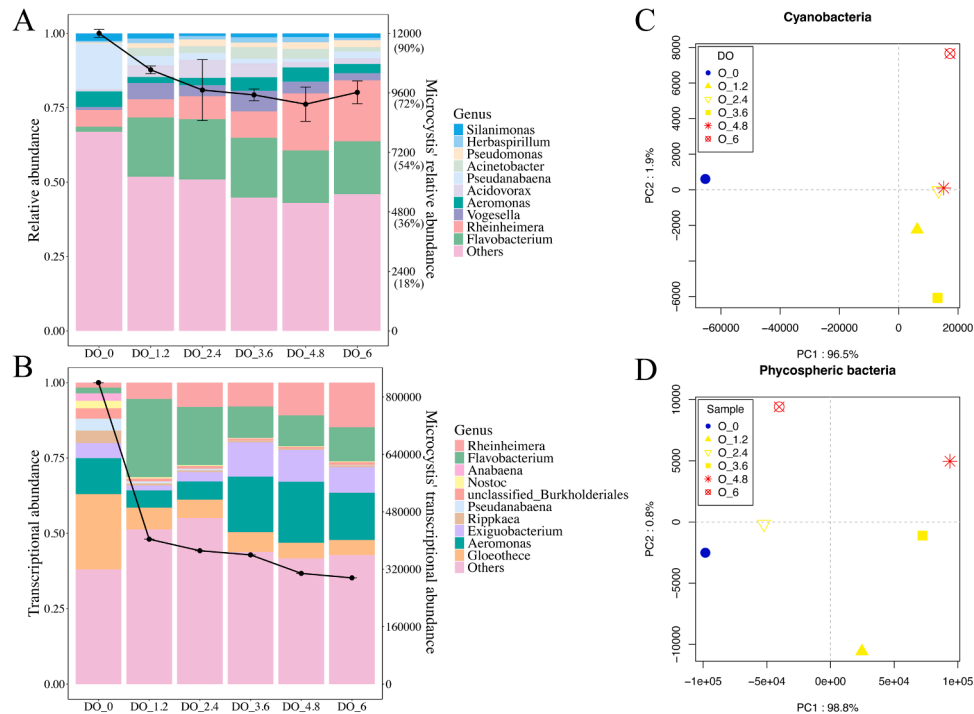 A
Relative abundance
1.00
0.75
0.50
0.25
0.00
DO_0 DO_1.2 DO_2.4 DO_3.6 DO_4.8 DO_6
12000
(90%)
9600
(72%)
7200
(54%)
4800
(36%)
2400
(18%)
0
Microcystis' relative abundance
Genus
Silanimonas
Herbaspirillum
Pseudomonas
Acinetobacter
Pseudanabaena
Acidovorax
Aeromonas
Vogesella
Rheinheimera
Flavobacterium
Others
B
Transcriptional abundance
1.00
0.75
0.50
0.25
0.00
DO_0 DO_1.2 DO_2.4 DO_3.6 DO_4.8 DO_6
800000
640000
480000
320000
160000
0
Microcystis' transcriptional abundance
Genus
Rheinheimera
Flavobacterium
Anabaena
Nostoc
unclassified_Burkholderiales
Pseudanabaena
Rippkaea
Exiguobacterium
Aeromonas
Gloeothece
Others
C
Cyanobacteria
PC2 : 1.9%
8000
6000
2000
0
−2000
−6000
DO
O_0
O_1.2
O_2.4
O_3.6
O_4.8
O_6
−60000 −40000 −20000 0 10000 20000
PC1 : 96.5%
D
Phycospheric bacteria
PC2 : 0.8%
10000
5000
0
−5000
−10000
Sample
O_0
O_1.2
O_2.4
O_3.6
O_4.8
O_6
−1e+05 −5e+04 0e+00 5e+04 1e+05
PC1 : 98.8%